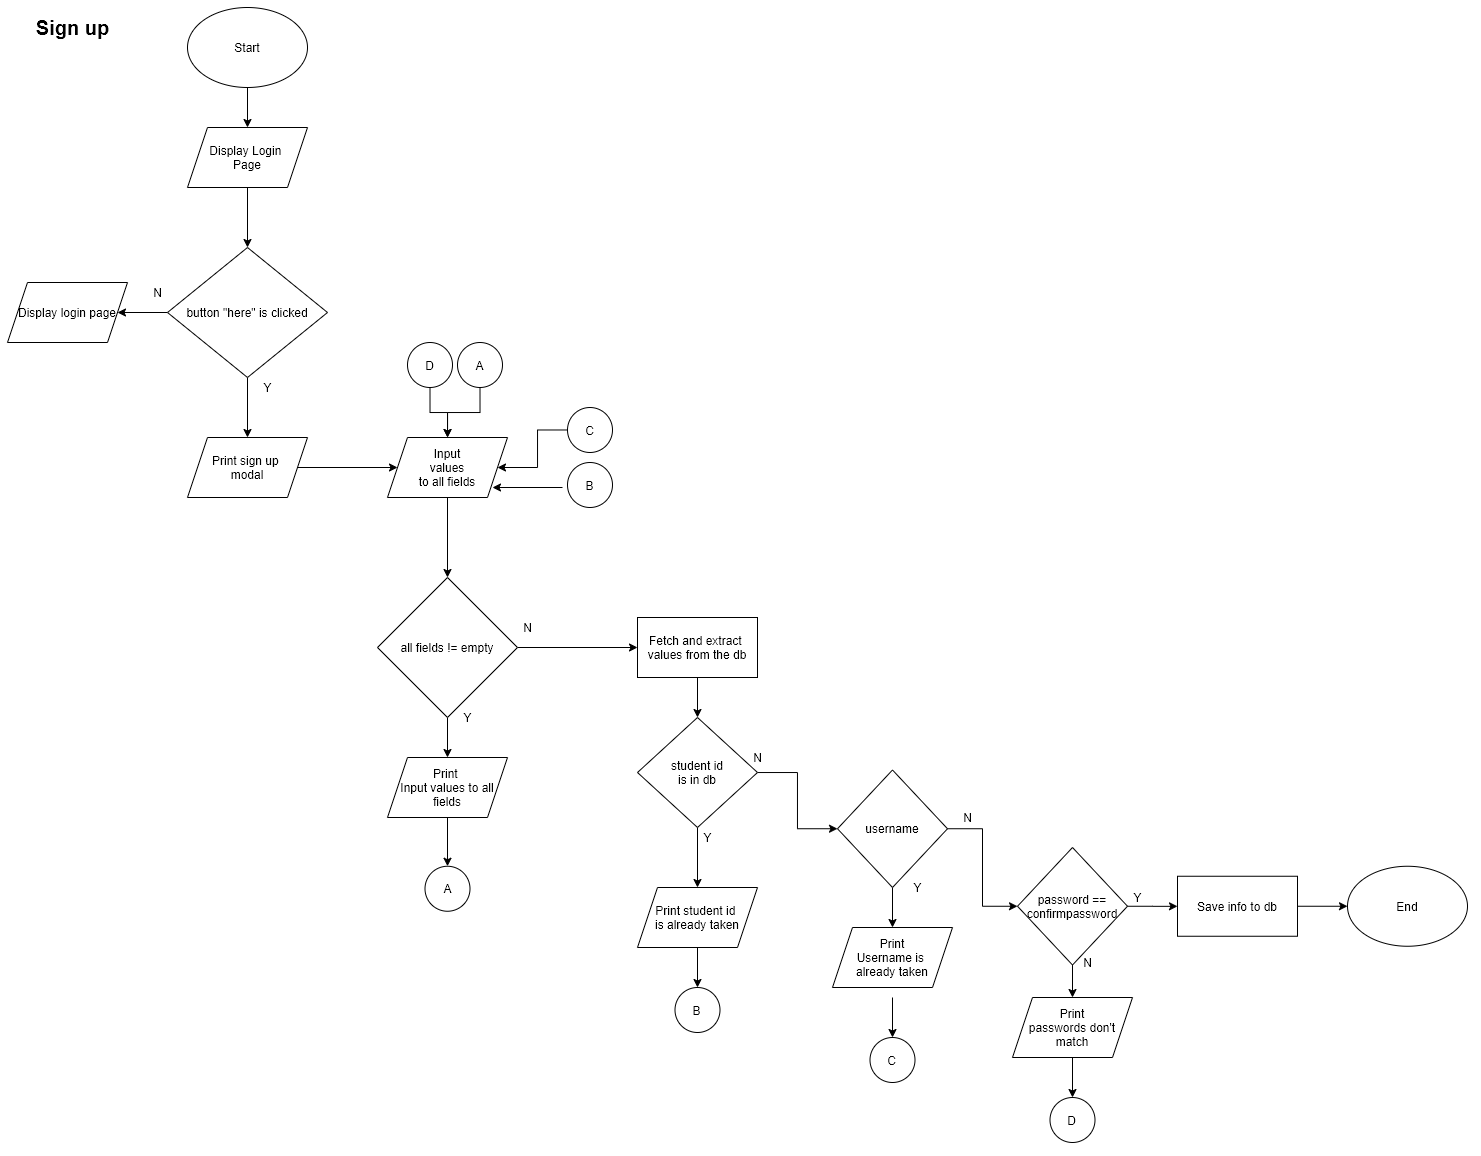 Sign up
Start
Display Login
Page
button "here" is clicked
N
Display login page
Y
Print sign up
modal
D
A
C
B
Input
values
to all fields
all fields != empty
N
Y
Print
Input values to all
fields
A
Fetch and extract
values from the db
student id
is in db
N
Y
Print student id
is already taken
B
username
N
Y
Print
Username is
already taken
C
password ==
confirmpassword
Y
N
Print
passwords don't
match
D
Save info to db
End